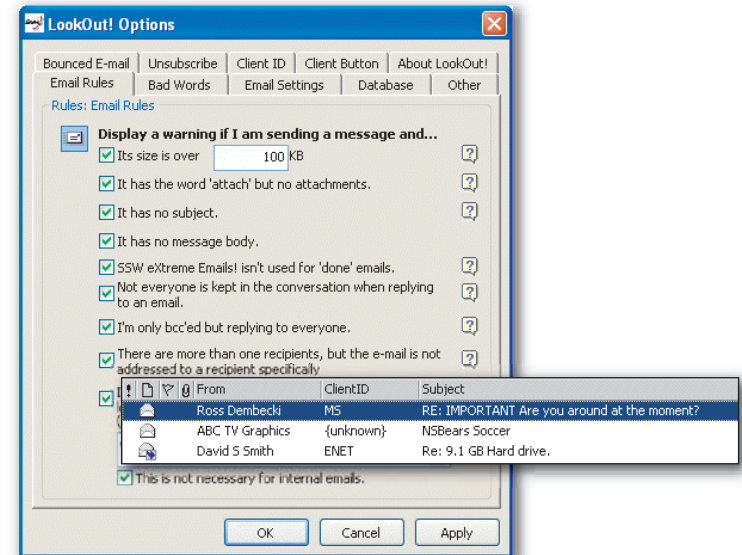 LookOut! Options
Bounced E-mail Unsubscribe Client ID Client Button About LookOut!
Email Rules Bad Words Email Settings Database Other
Rules: Email Rules
Display a warning if I am sending a message and...
Its size is over 100 KB
It has the word 'attach' but no attachments.
It has no subject.
It has no message body.
SSW eXtreme Emails! isn't used for 'done' emails.
Not everyone is kept in the conversation when replying
to an email.
I'm only bcc'ed but replying to everyone.
There are more than one recipients, but the e-mail is not
addressed to a recipient specifically
From ClientID Subject
Ross Dembecki MS RE: IMPORTANT Are you around at the moment?
ABC TV Graphics {unknown} NSBears Soccer
David S Smith ENET Re: 9.1 GB Hard drive.
This is not necessary for internal emails.
OK Cancel Apply